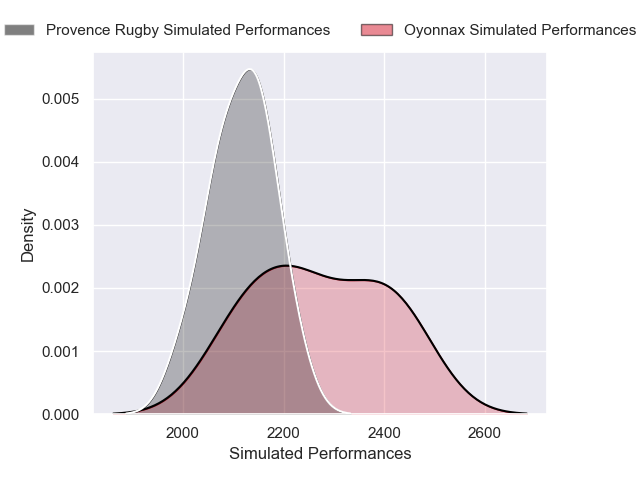 Provence Rugby Simulated Performances
Oyonnax Simulated Performances
0.005
0.004
0.003
0.002
0.001
0.000
Density
2000
2200
2400
2600
Simulated Performances